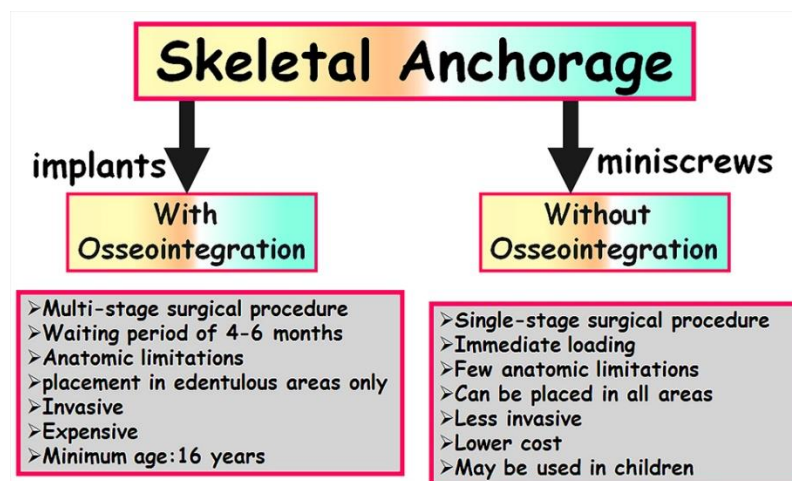 Skeletal Anchorage
implants
miniscrews
With
Osseointegration
Without
Osseointegration
➢Multi-stage surgical procedure
➢Waiting period of 4-6 months
➢Anatomic limitations
➢placement in edentulous areas only
➢Invasive
➢Expensive
➢Minimum age:16 years
➢Single-stage surgical procedure
➢Immediate loading
➢Few anatomic limitations
➢Can be placed in all areas
➢Less invasive
➢Lower cost
➢May be used in children